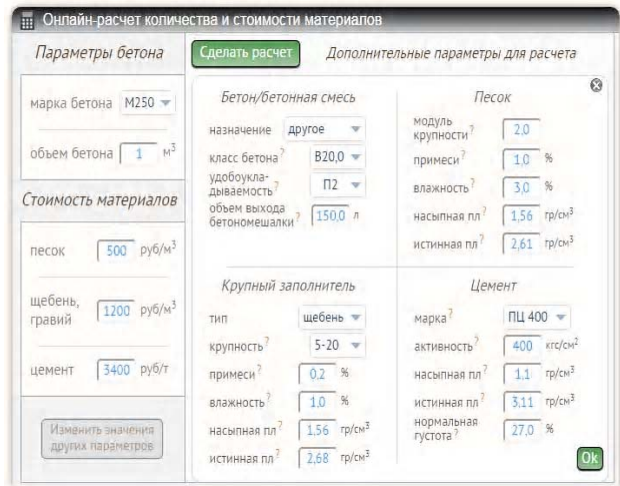 Онлайн-расчет количества и стоимости материалов
Параметры бетона
марка бетона M250
объем бетона 1 м³
Стоимость материалов
песок 500 руб/м³
щебень,
гравий 1200 руб/м³
цемент 3400 руб/т
Изменить значения
других параметров
Сделать расчет Дополнительные параметры для расчета
Бетон/бетонная смесь
назначение другое
класс бетона? B20,0
удобоукла-
дываемость? П2
объем выхода
бетономешалки? 150,0 л
Песок
модуль
крупности? 2,0
примеси? 1,0 %
влажность? 3,0 %
насыпная пл? 1,56 гр/см³
истинная пл? 2,61 гр/см³
Крупный заполнитель
тип щебень
крупность? 5-20
примеси? 0,2 %
влажность? 1,0 %
насыпная пл? 1,56 гр/см³
истинная пл? 2,68 гр/см³
Цемент
марка? ПЦ 400
активность? 400 кгс/см²
насыпная пл? 1,1 гр/см³
истинная пл? 3,11 гр/см³
нормальная
густота? 27,0 %
Ok